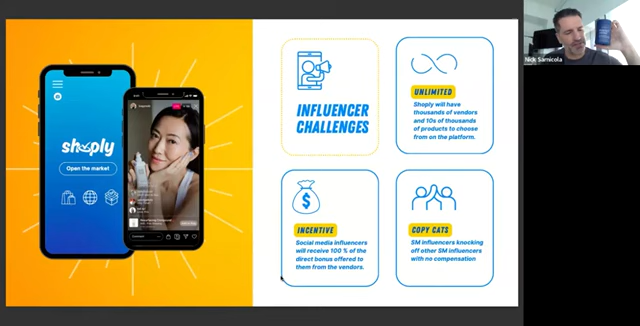 shoply
Open the market
INFLUENCER
CHALLENGES
UNLIMITED
Shoply will have
thousands of vendors
and 10s of thousands
of products to choose
from on the platform.
INCENTIVE
Social media influencers
will receive 100 % of the
direct bonus offered to
them from the vendors.
COPY CATS
SM influencers knocking
off other SM influencers
with no compensation
Nick Sarnicola